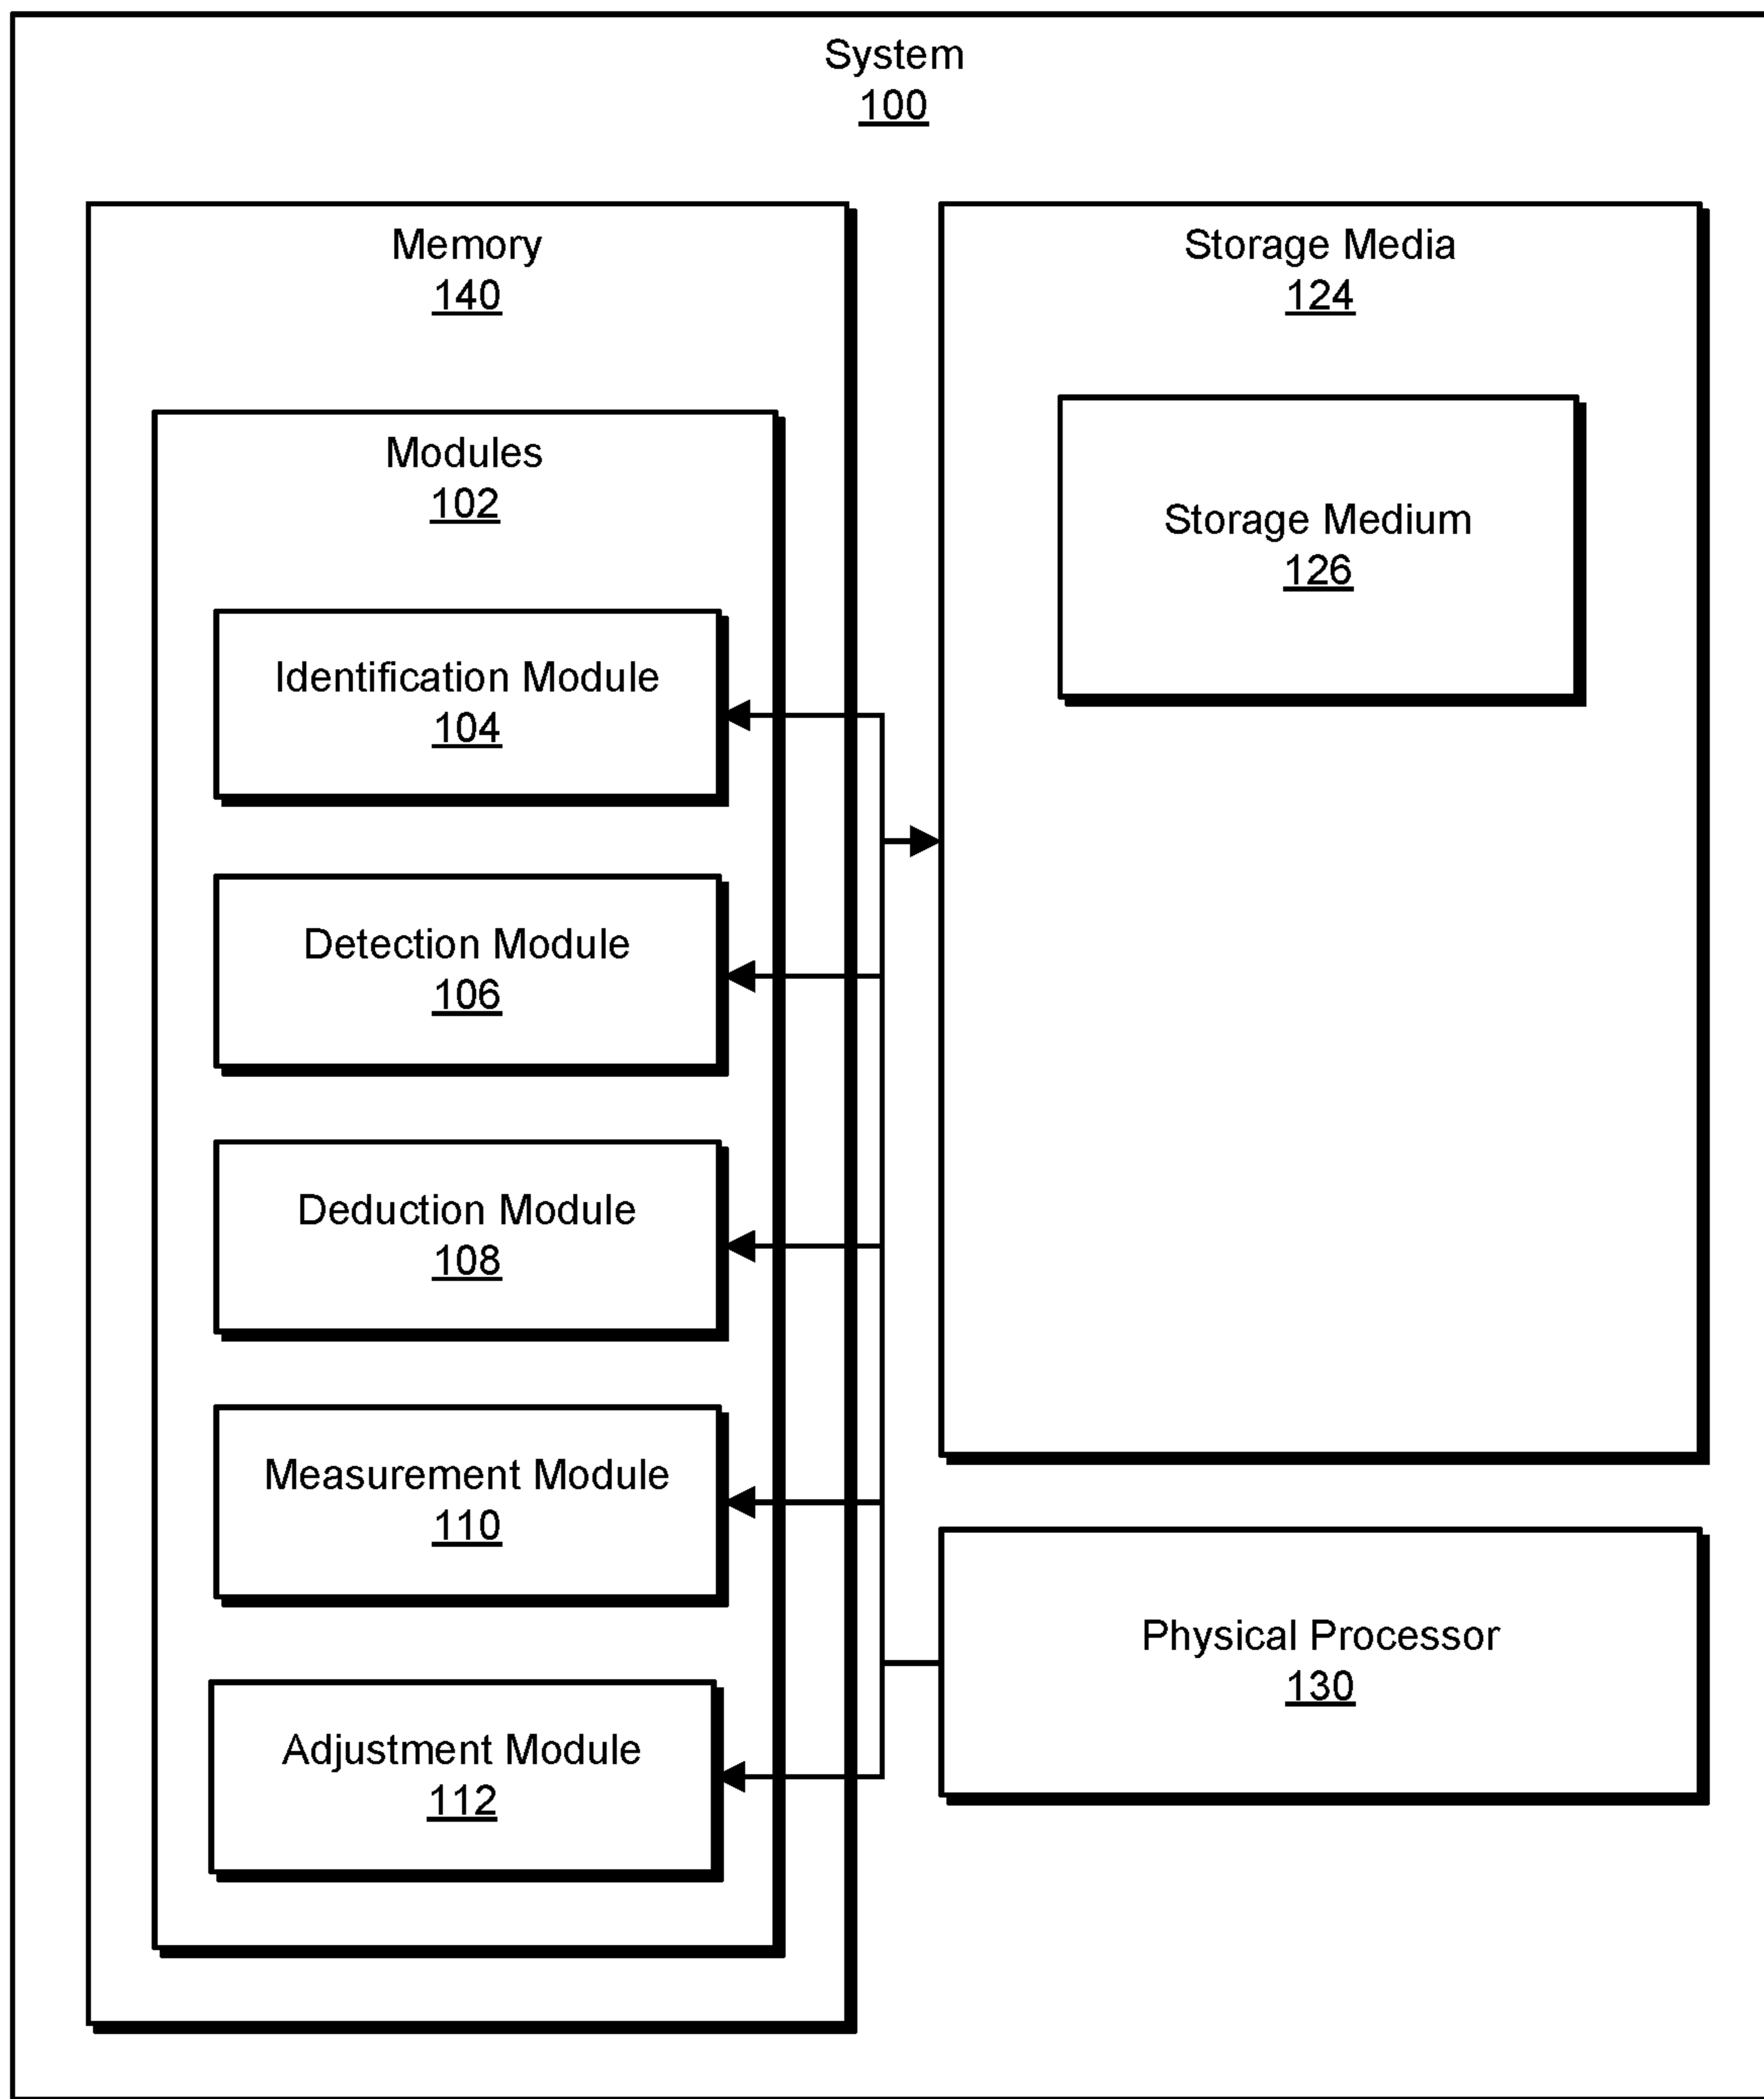 System
100
Memory
140
Modules
102
Identification Module
104
Detection Module
106
Deduction Module
108
Measurement Module
110
Adjustment Module
112
Storage Media
124
Storage Medium
126
Physical Processor
130